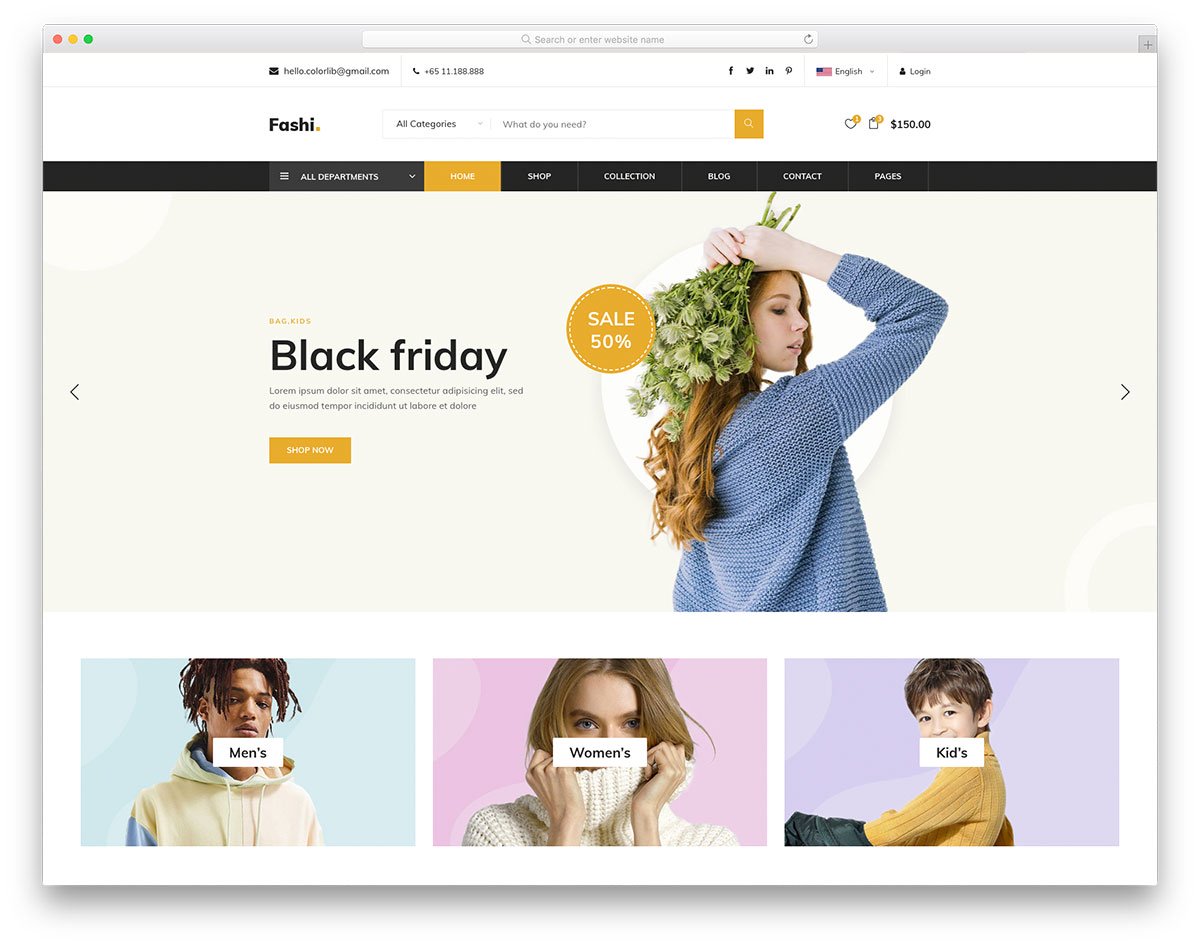 Search or enter website name
hello.colorlib@gmail.com
+65 11.188.888
English
Login
Fashi.
All Categories
What do you need?
1
3
$150.00
ALL DEPARTMENTS
HOME
SHOP
COLLECTION
BLOG
CONTACT
PAGES
BAG,KIDS
Black friday
Lorem ipsum dolor sit amet, consectetur adipisicing elit, sed
do eiusmod tempor incididunt ut labore et dolore
SHOP NOW
SALE
50%
Men's
Women's
Kid's